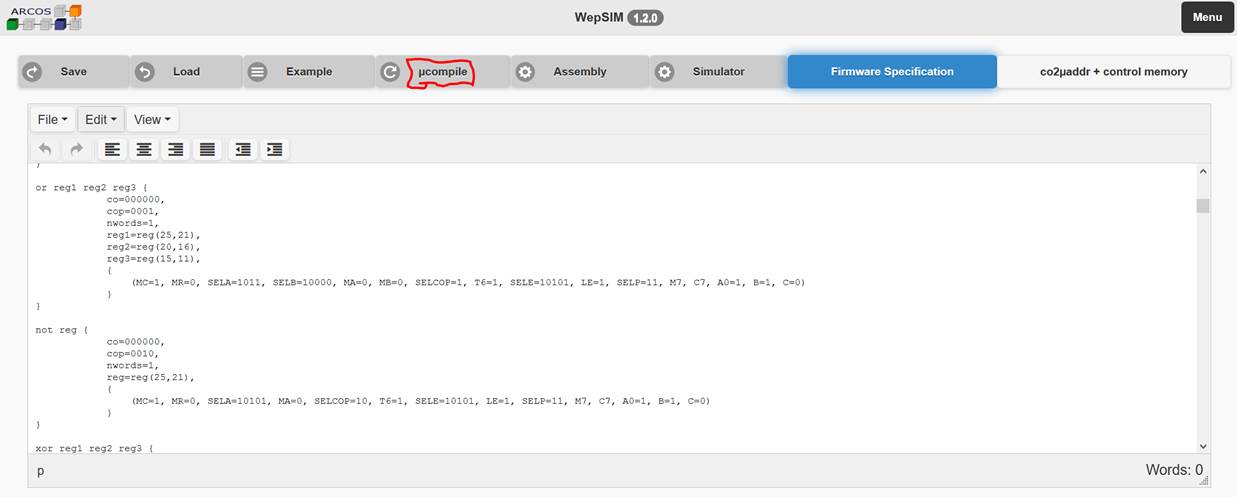 ARCOS
WepSIM 1.2.0
Menu
Save Load Example µcompile Assembly Simulator Firmware Specification co2µaddr + control memory
File Edit View
}
or reg1 reg2 reg3 {
co=000000,
cop=0001,
nwords=1,
reg1=reg(25,21),
reg2=reg(20,16),
reg3=reg(15,11),
{
(MC=1, MR=0, SELA=1011, SELB=10000, MA=0, MB=0, SELCOP=1, T6=1, SELE=10101, LE=1, SELP=11, M7, C7, A0=1, B=1, C=0)
}
}
not reg {
co=000000,
cop=0010,
nwords=1,
reg=reg(25,21),
{
(MC=1, MR=0, SELA=10101, MA=0, SELCOP=10, T6=1, SELE=10101, LE=1, SELP=11, M7, C7, A0=1, B=1, C=0)
}
}
xor reg1 reg2 reg3 {
p
Words: 0